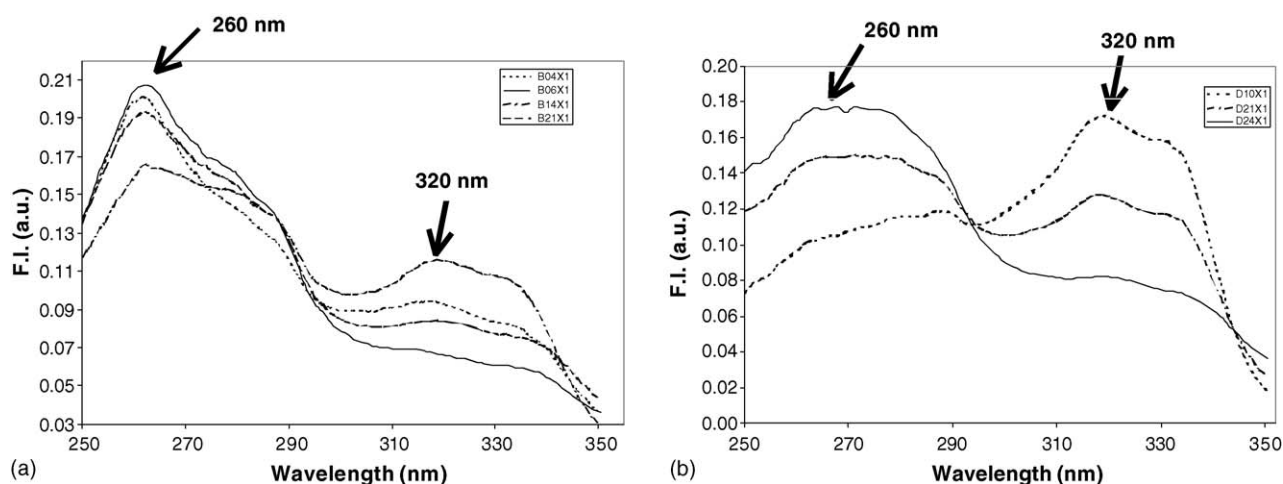 260 nm
0.21
0.19
0.17
0.15
0.13
0.11
0.09
0.07
0.05
0.03
F.I. (a.u.)
B04X1
B06X1
B14X1
B21X1
320 nm
250 270 290 310 330 350
Wavelength (nm)
(a)
260 nm
320 nm
0.20
0.18
0.16
0.14
0.12
0.10
0.08
0.06
0.04
0.02
0.00
F.I. (a.u.)
D10X1
D21X1
D24X1
250 270 290 310 330 350
Wavelength (nm)
(b)